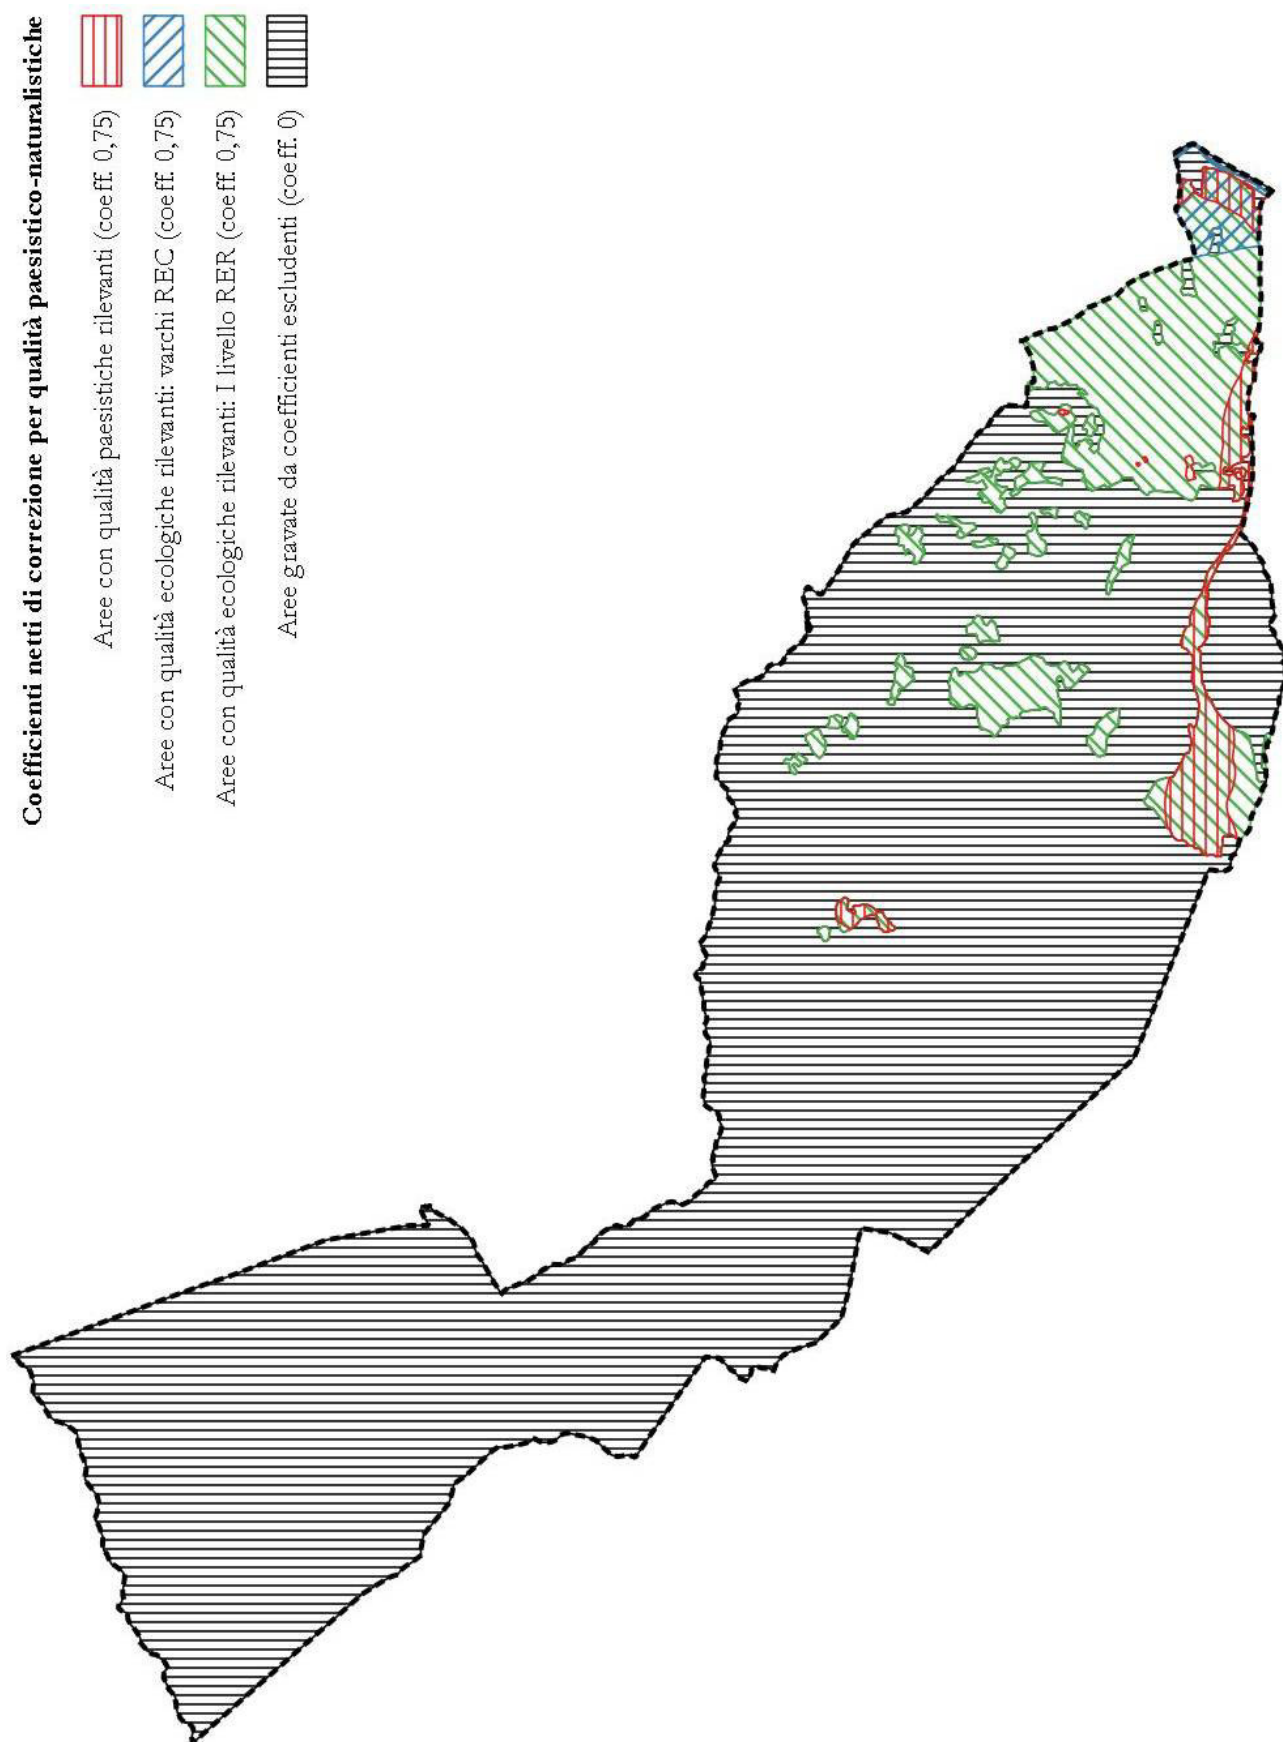 Coefficienti netti di correzione per qualità paesistico-naturalistiche
Aree con qualità paesistiche rilevanti (coeff. 0,75)
Aree con qualità ecologiche rilevanti: varchi REC (coeff. 0,75)
Aree con qualità ecologiche rilevanti: I livello RER (coeff. 0,75)
Aree gravate da coefficienti escludenti (coeff. 0)